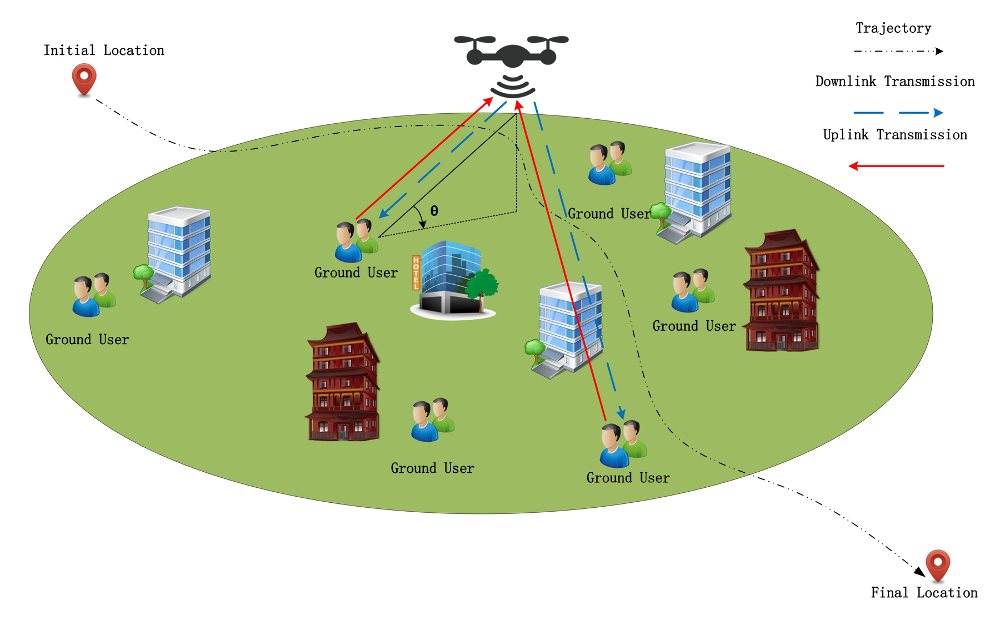 Initial Location
Trajectory
Downlink Transmission
Uplink Transmission
θ
Ground User
Ground User
HOTEL
Ground User
Ground User
Ground User
Ground User
Final Location